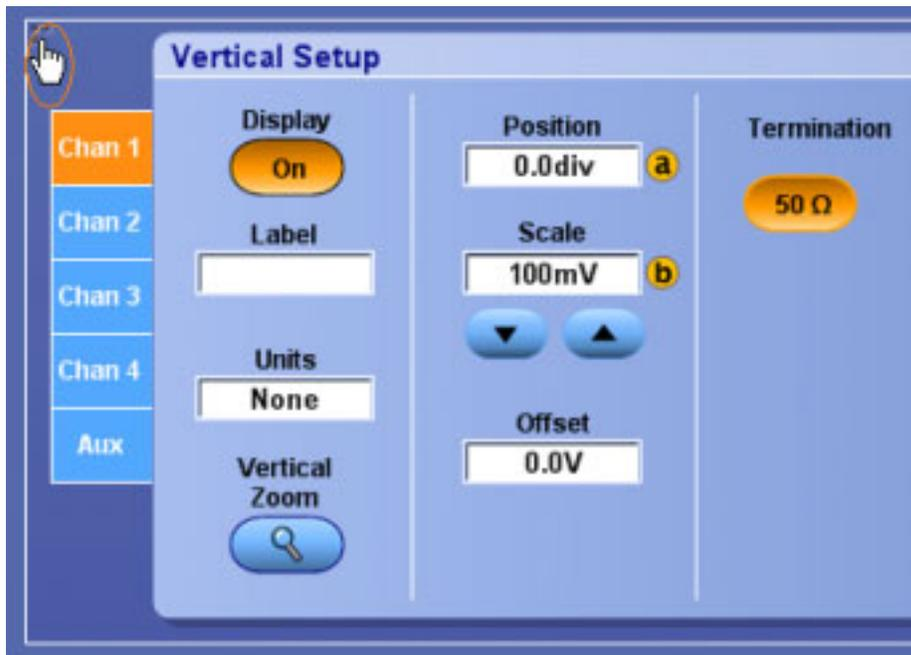 Vertical Setup
Chan 1
Chan 2
Chan 3
Chan 4
Aux
Display
On
Label
Units
None
Vertical
Zoom
Position
0.0div
a
Scale
100mV
b
Offset
0.0V
Termination
50 Ω